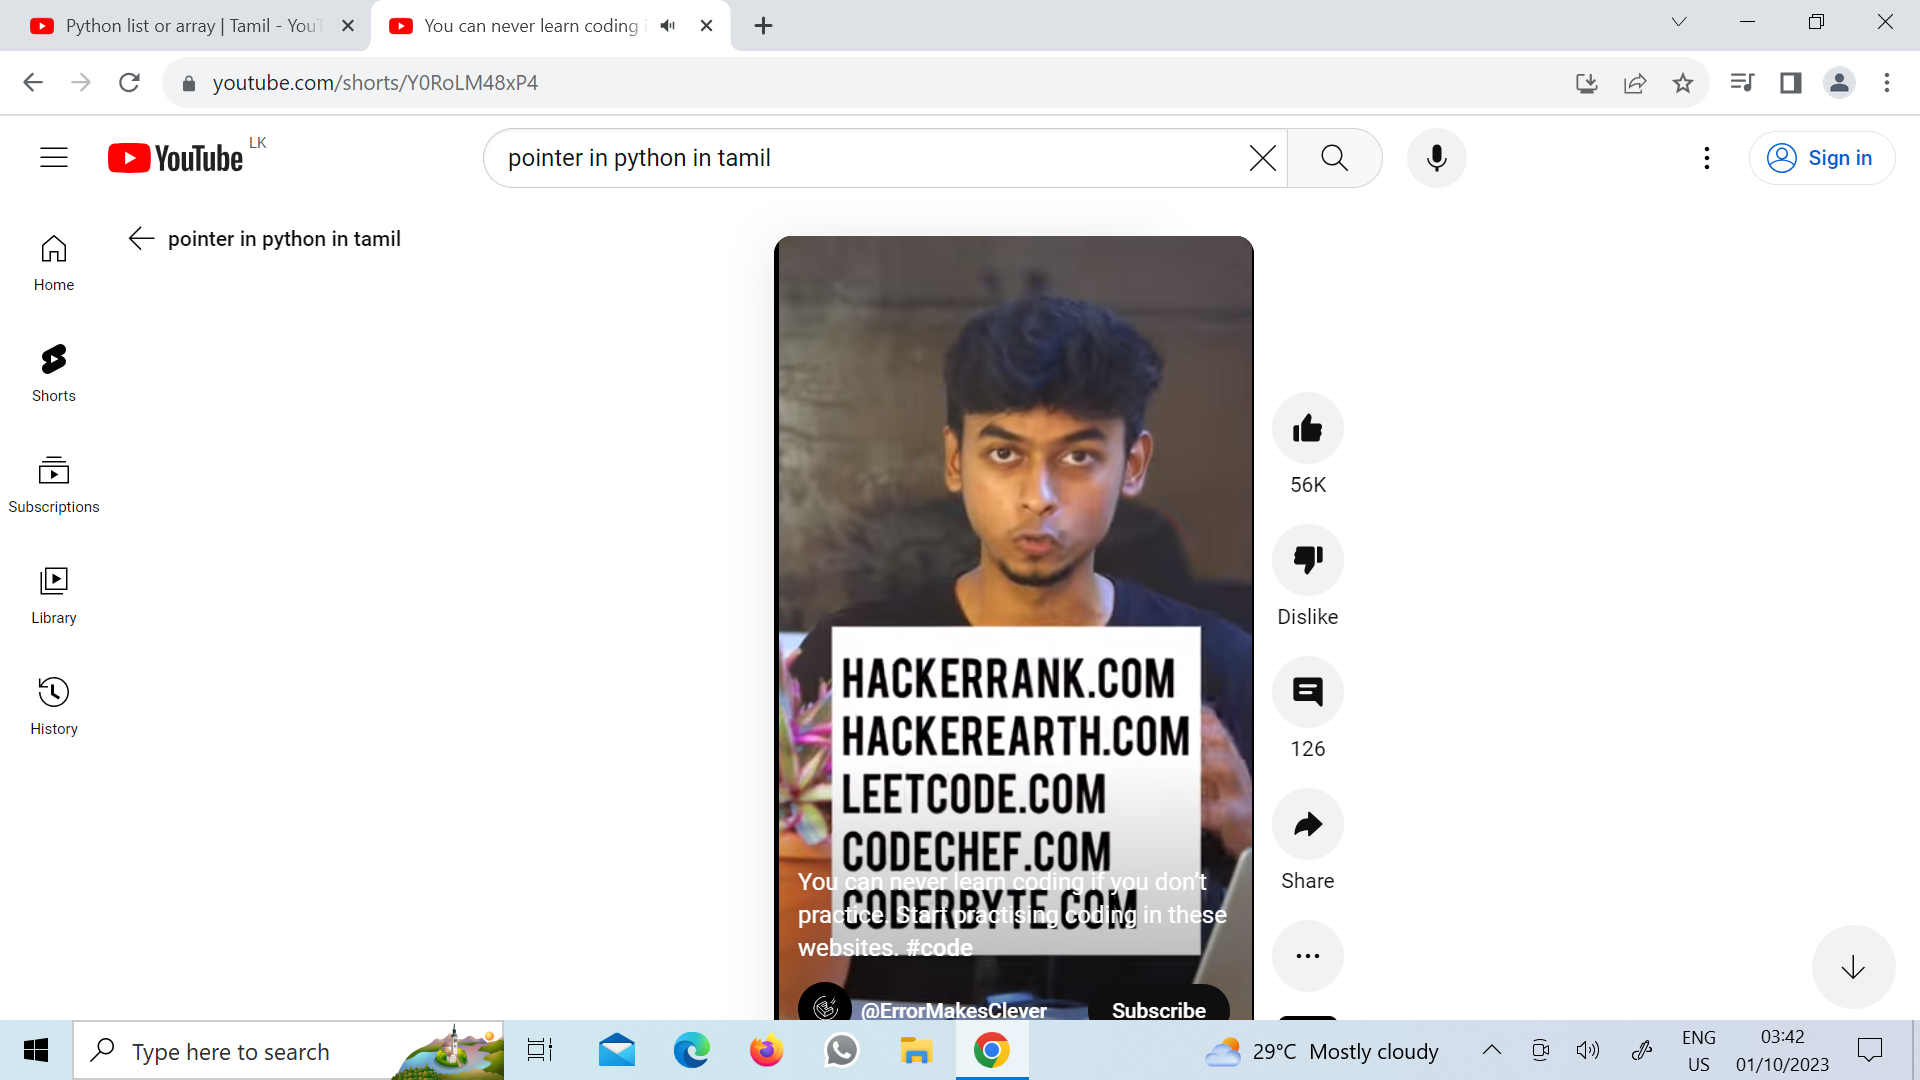 Python list or array | Tamil - YouT
You can never learn coding i
youtube.com/shorts/Y0RoLM48xP4
YouTube LK
pointer in python in tamil
Sign in
pointer in python in tamil
Home
Shorts
Subscriptions
Library
History
HACKERRANK.COM
HACKEREARTH.COM
LEETCODE.COM
CODECHEF.COM
CODERBYTE.COM
You can never learn coding if you don't
practice. Start practising coding in these
websites. #code
@ErrorMakesClever
Subscribe
56K
Dislike
126
Share
Type here to search
29°C Mostly cloudy
ENG
US
03:42
01/10/2023